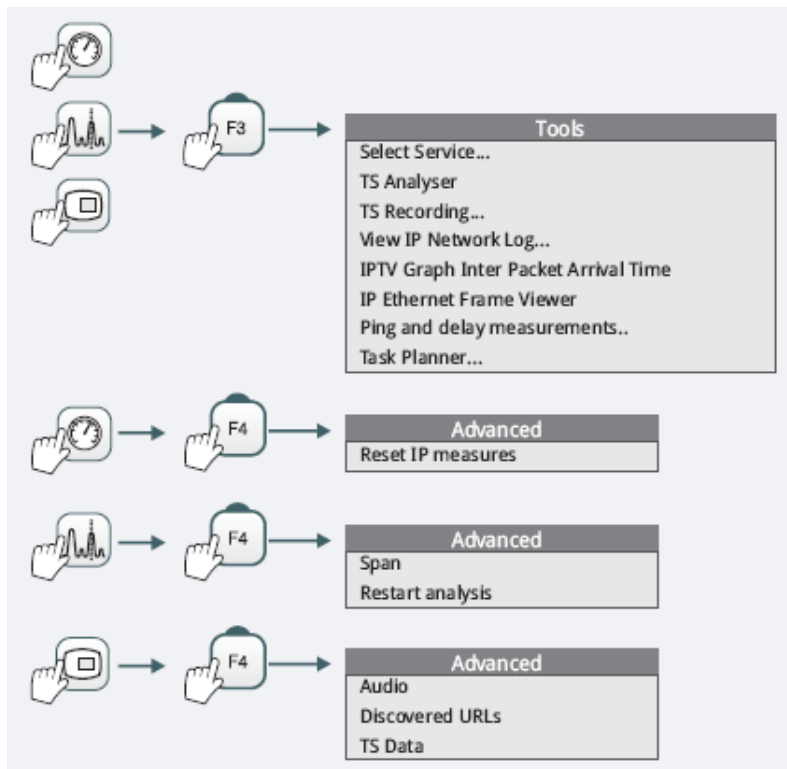 F3
Tools
Select Service...
TS Analyser
TS Recording...
View IP Network Log...
IPTV Graph Inter Packet Arrival Time
IP Ethernet Frame Viewer
Ping and delay measurements..
Task Planner...
F4
Advanced
Reset IP measures
F4
Advanced
Span
Restart analysis
F4
Advanced
Audio
Discovered URLs
TS Data